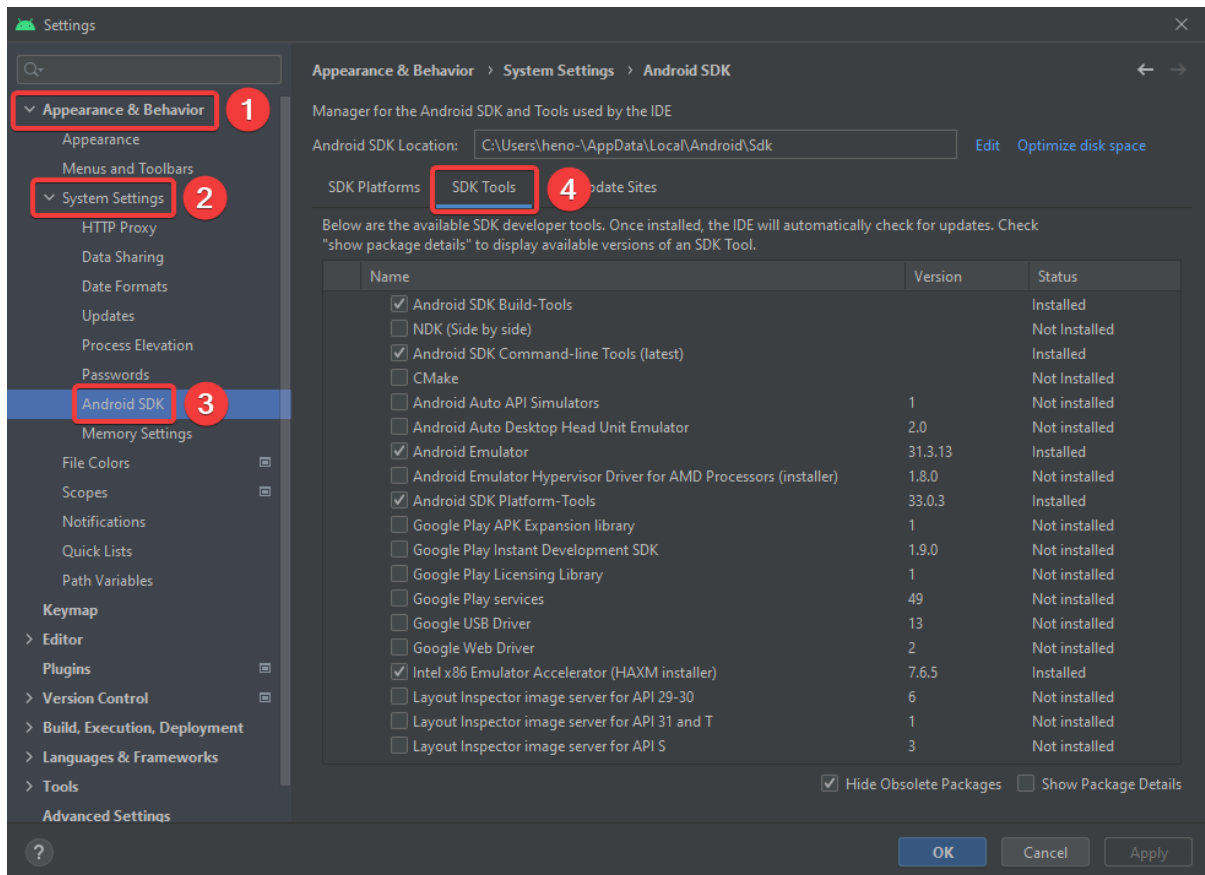 Settings
Appearance & Behavior
1
Appearance
Menus and Toolbars
System Settings
2
HTTP Proxy
Data Sharing
Date Formats
Updates
Process Elevation
Passwords
Android SDK
3
Memory Settings
File Colors
Scopes
Notifications
Quick Lists
Path Variables
Keymap
Editor
Plugins
Version Control
Build, Execution, Deployment
Languages & Frameworks
Tools
Advanced Settings
Appearance & Behavior › System Settings › Android SDK
Manager for the Android SDK and Tools used by the IDE
Android SDK Location: C:\Users\heno-\AppData\Local\Android\Sdk Edit Optimize disk space
SDK Platforms SDK Tools 4 pdate Sites
Below are the available SDK developer tools. Once installed, the IDE will automatically check for updates. Check
"show package details" to display available versions of an SDK Tool.
Name Version Status
Android SDK Build-Tools Installed
NDK (Side by side) Not Installed
Android SDK Command-line Tools (latest) Installed
CMake Not Installed
Android Auto API Simulators 1 Not installed
Android Auto Desktop Head Unit Emulator 2.0 Not installed
Android Emulator 31.3.13 Installed
Android Emulator Hypervisor Driver for AMD Processors (installer) 1.8.0 Not installed
Android SDK Platform-Tools 33.0.3 Installed
Google Play APK Expansion library 1 Not installed
Google Play Instant Development SDK 1.9.0 Not installed
Google Play Licensing Library 1 Not installed
Google Play services 49 Not installed
Google USB Driver 13 Not installed
Google Web Driver 2 Not installed
Intel x86 Emulator Accelerator (HAXM installer) 7.6.5 Installed
Layout Inspector image server for API 29-30 6 Not installed
Layout Inspector image server for API 31 and T 1 Not installed
Layout Inspector image server for API S 3 Not installed
Hide Obsolete Packages Show Package Details
? OK Cancel Apply